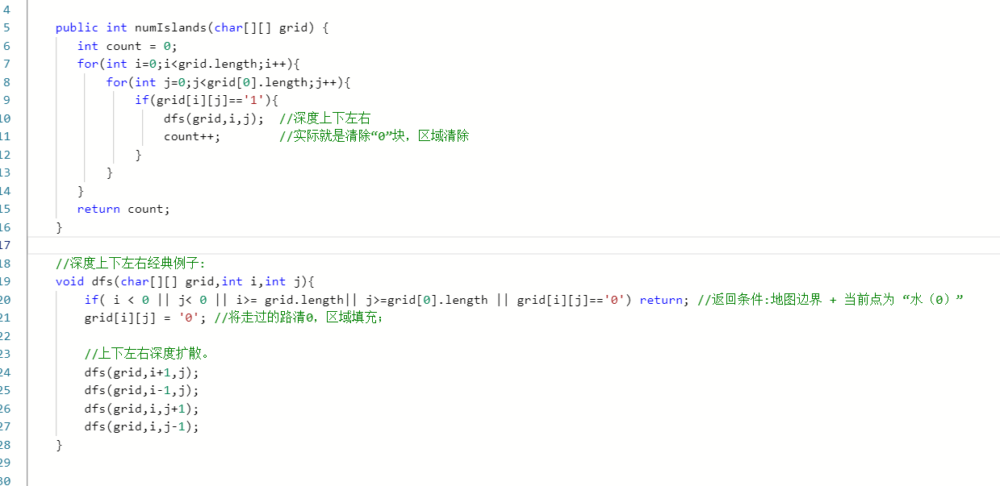 4
5 public int numIslands(char[][] grid) {
6 int count = 0;
7 for(int i=0;i<grid.length;i++){
8 for(int j=0;j<grid[0].length;j++){
9 if(grid[i][j]=='1'){
10 dfs(grid,i,j); //深度上下左右
11 count++; //实际就是清除“0”块，区域清除
12 }
13 }
14 }
15 return count;
16 }
17
18 //深度上下左右经典例子:
19 void dfs(char[][] grid,int i,int j){
20 if( i < 0 || j< 0 || i>= grid.length|| j>=grid[0].length || grid[i][j]=='0') return; //返回条件:地图边界 + 当前点为 “水（0）”
21 grid[i][j] = '0'; //将走过的路清0，区域填充;
22
23 //上下左右深度扩散。
24 dfs(grid,i+1,j);
25 dfs(grid,i-1,j);
26 dfs(grid,i,j+1);
27 dfs(grid,i,j-1);
28 }
29
30